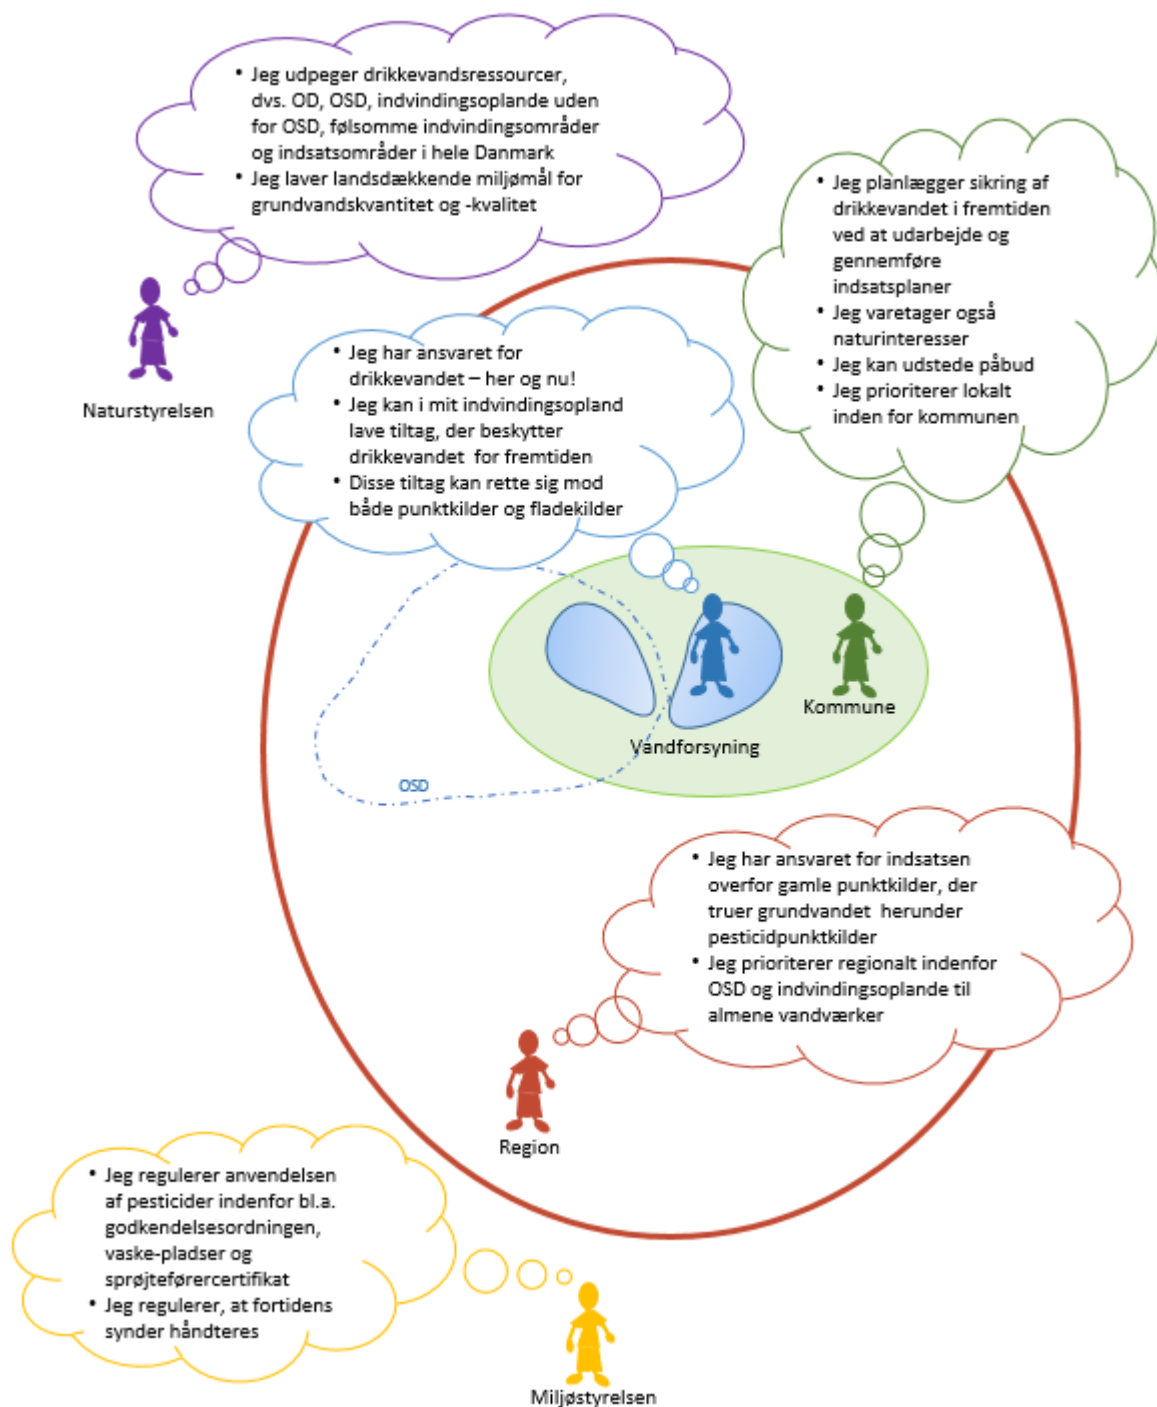 • Jeg udpeger drikkevandsressourcer,
dvs. OD, OSD, indvindingsoplande uden
for OSD, følsomme indvindingsområder
og indsatsområder i hele Danmark
• Jeg laver landsdækkende miljømål for
grundvandskvantitet og -kvalitet
Naturstyrelsen
• Jeg planlægger sikring af
drikkevandet i fremtiden
ved at udarbejde og
gennemføre
indsatsplaner
• Jeg varetager også
naturinteresser
• Jeg kan udstede påbud
• Jeg prioriterer lokalt
inden for kommunen
Kommune
• Jeg har ansvaret for
drikkevandet – her og nu!
• Jeg kan i mit indvindingsopland
lave tiltag, der beskytter
drikkevandet for fremtiden
• Disse tiltag kan rette sig mod
både punktkilder og fladekilder
Vandforsyning
OSD
• Jeg har ansvaret for indsatsen
overfor gamle punktkilder, der
truer grundvandet herunder
pesticidpunktkilder
• Jeg prioriterer regionalt indenfor
OSD og indvindingsoplande til
almene vandværker
Region
• Jeg regulerer anvendelsen
af pesticider indenfor bl.a.
godkendelsesordningen,
vaske-pladser og
sprøjteførercertifikat
• Jeg regulerer, at fortidens
synder håndteres
Miljøstyrelsen